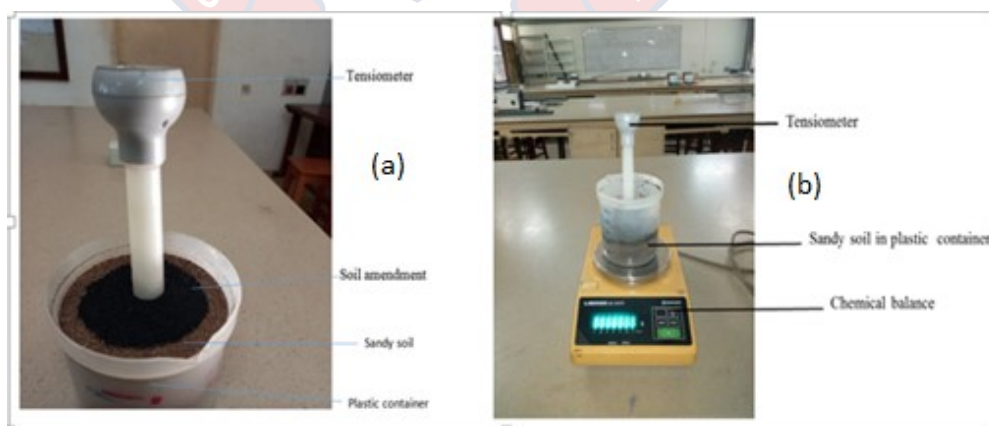 Tensiometer
(a)
Soil amendment
Sandy soil
Plastic container
Tensiometer
(b)
Sandy soil in plastic container
Chemical balance